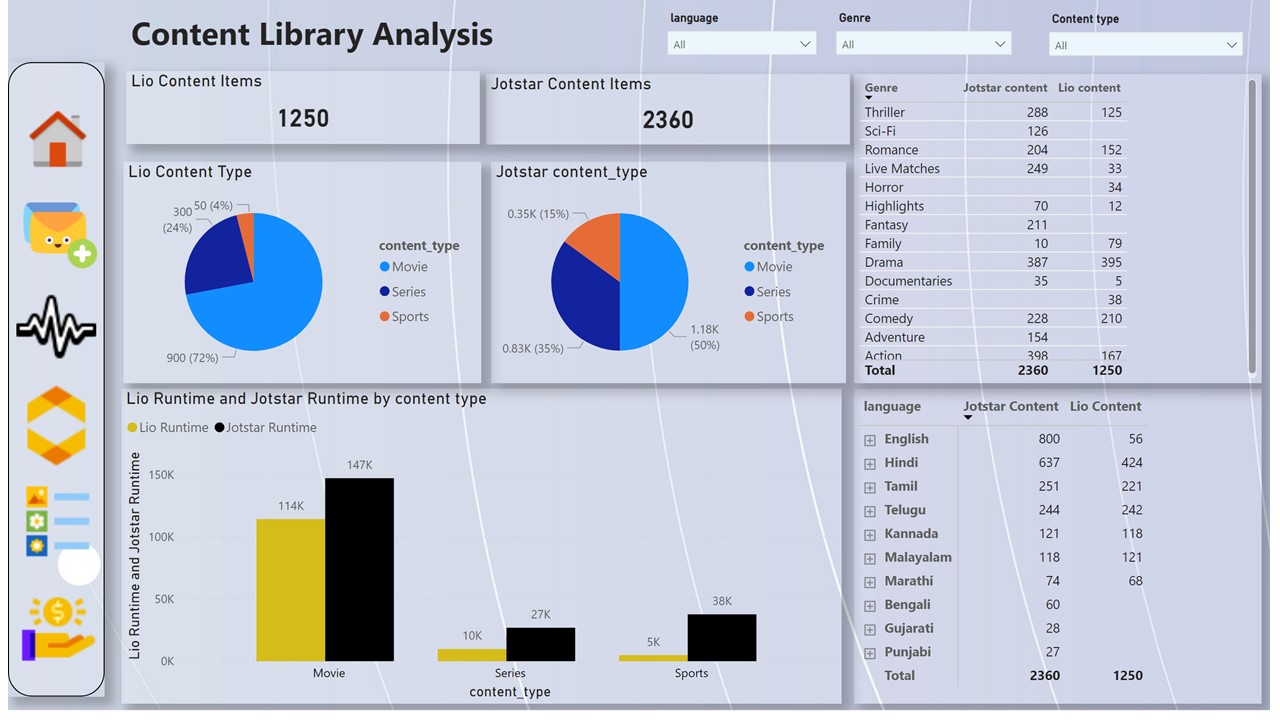 Content Library Analysis
language
Genre
Content type
All
All
All
Lio Content Items
1250
Jotstar Content Items
2360
Lio Content Type
50 (4%)
300
(24%)
900 (72%)
content_type
Movie
Series
Sports
Jotstar content_type
0.35K (15%)
1.18K
(50%)
0.83K (35%)
content_type
Movie
Series
Sports
Genre Jotstar content Lio content
Thriller 288 125
Sci-Fi 126
Romance 204 152
Live Matches 249 33
Horror 34
Highlights 70 12
Fantasy 211
Family 10 79
Drama 387 395
Documentaries 35 5
Crime 38
Comedy 228 210
Adventure 154
Action 398 167
Total 2360 1250
Lio Runtime and Jotstar Runtime by content type
Lio Runtime Jotstar Runtime
Lio Runtime and Jotstar Runtime
150K
100K
50K
0K
114K
147K
10K
27K
5K
38K
Movie
Series
Sports
content_type
language Jotstar Content Lio Content
English 800 56
Hindi 637 424
Tamil 251 221
Telugu 244 242
Kannada 121 118
Malayalam 118 121
Marathi 74 68
Bengali 60
Gujarati 28
Punjabi 27
Total 2360 1250